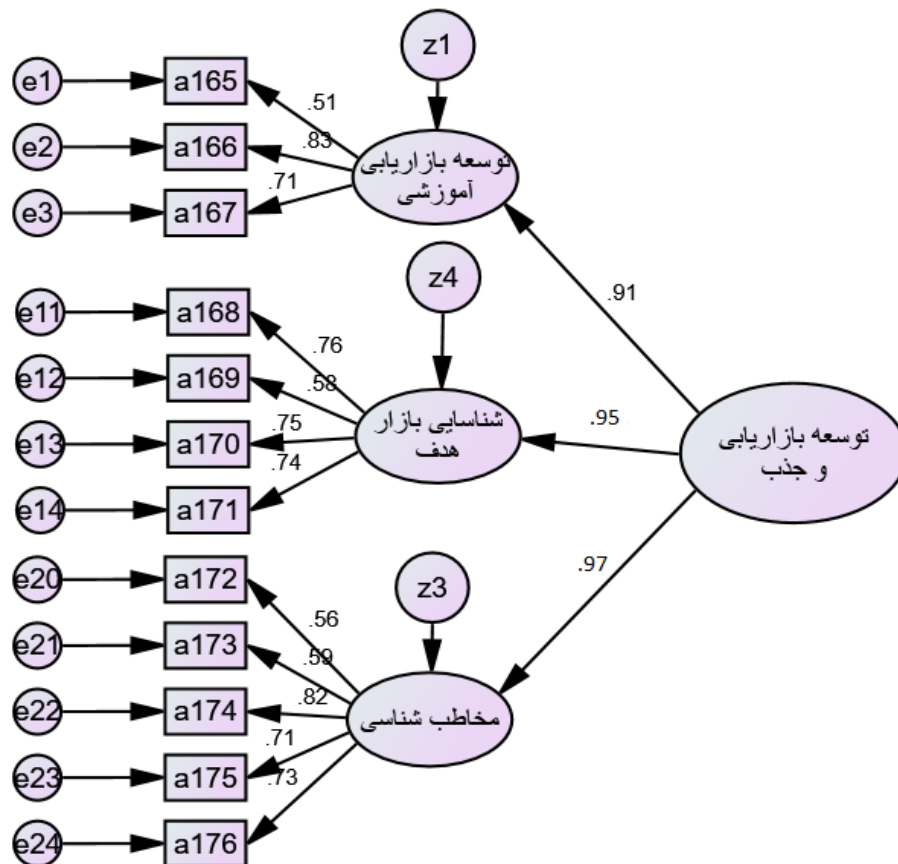 z1
e1
a165
.51
e2
a166
.83
توسعه بازاریابی
آموزشی
e3
a167
.71
z4
.91
e11
a168
.76
e12
a169
.58
شناسایی بازار
هدف
.95
توسعه بازاریابی
و جذب
e13
a170
.75
e14
a171
.74
e20
a172
z3
.97
.56
e21
a173
.59
e22
a174
.82
مخاطب شناسی
e23
a175
.71
e24
a176
.73